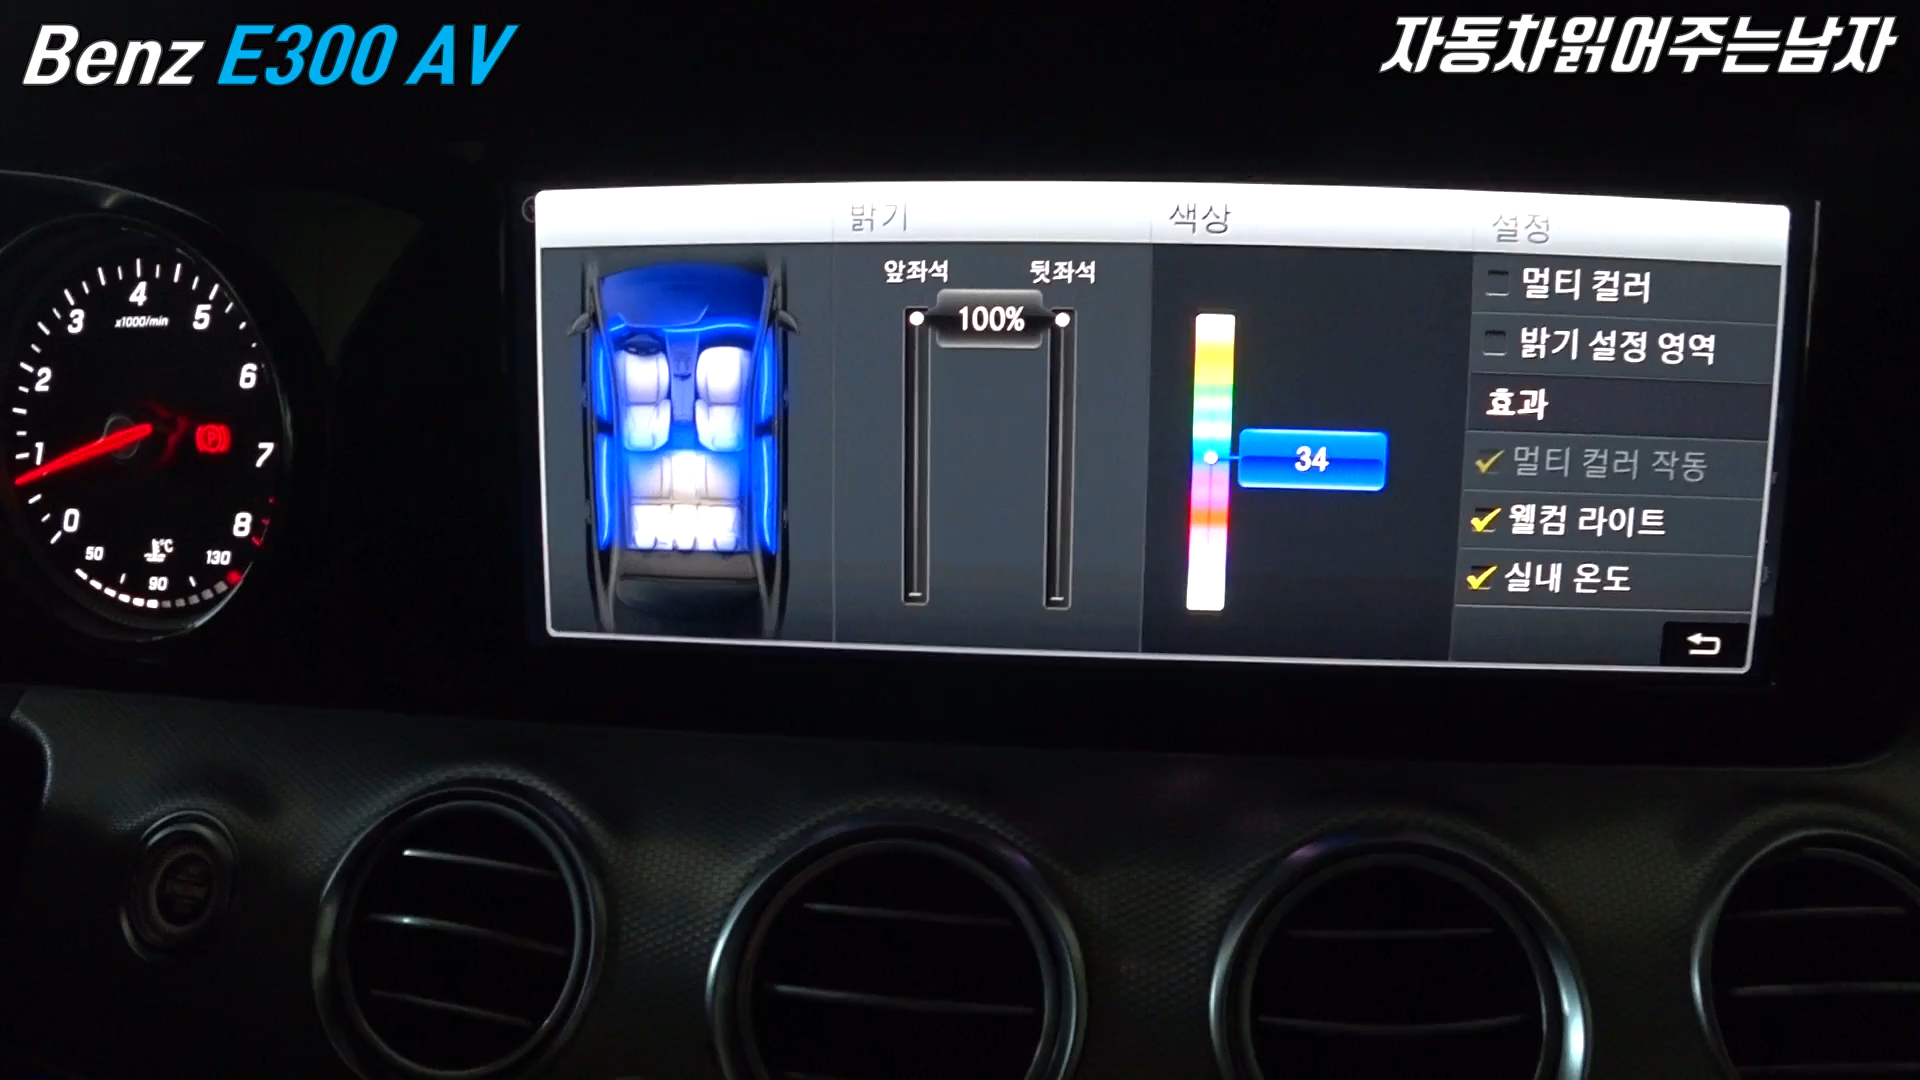 Benz E300 AV
자동차읽어주는남자
밝기
색상
설정
앞좌석
뒷좌석
100%
34
멀티 컬러
밝기 설정 영역
효과
멀티 컬러 작동
웰컴 라이트
실내 온도
0
1
2
3
4
5
6
7
8
x1000/min
50
90
130
°C
(P)